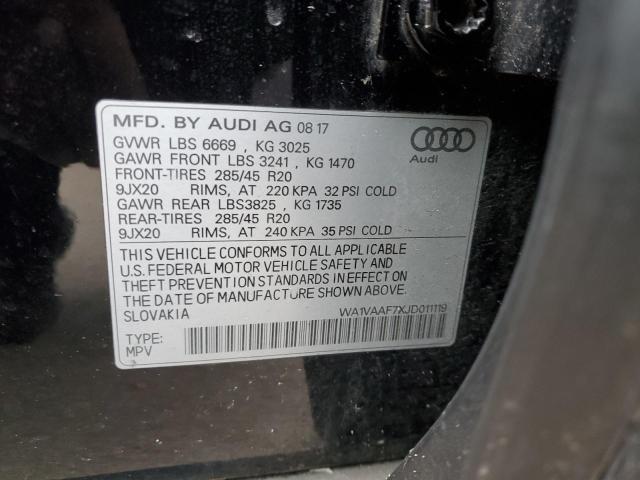 MFD. BY AUDI AG 08 17
GVWR LBS 6669 , KG 3025
GAWR FRONT LBS 3241 , KG 1470
FRONT-TIRES 285/45 R20
9JX20 RIMS, AT 220 KPA 32 PSI COLD
GAWR REAR LBS3825 , KG 1735
REAR-TIRES 285/45 R20
9JX20 RIMS, AT 240 KPA 35 PSI COLD
Audi
THIS VEHICLE CONFORMS TO ALL APPLICABLE
U.S. FEDERAL MOTOR VEHICLE SAFETY AND
THEFT PREVENTION STANDARDS IN EFFECT ON
THE DATE OF MANUFACTURE SHOWN ABOVE.
SLOVAKIA WA1VAAF7XJD011119
TYPE:
MPV